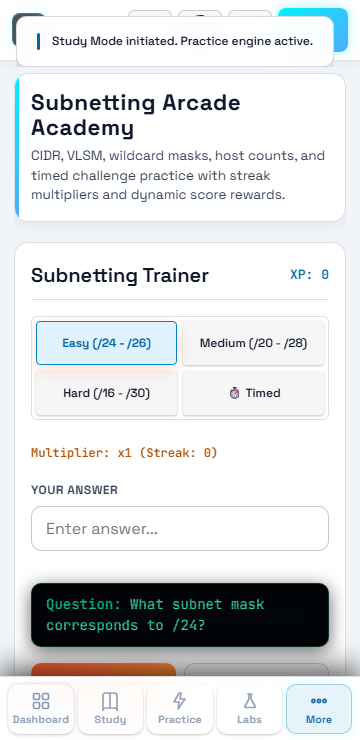 Study Mode initiated. Practice engine active.
Subnetting Arcade
Academy
CIDR, VLSM, wildcard masks, host counts, and
timed challenge practice with streak
multipliers and dynamic score rewards.
Subnetting Trainer
XP: 0
Easy (/24 - /26)
Medium (/20 - /28)
Hard (/16 - /30)
⏱ Timed
Multiplier: x1 (Streak: 0)
YOUR ANSWER
Enter answer...
Question: What subnet mask
corresponds to /24?
Dashboard
Study
Practice
Labs
More